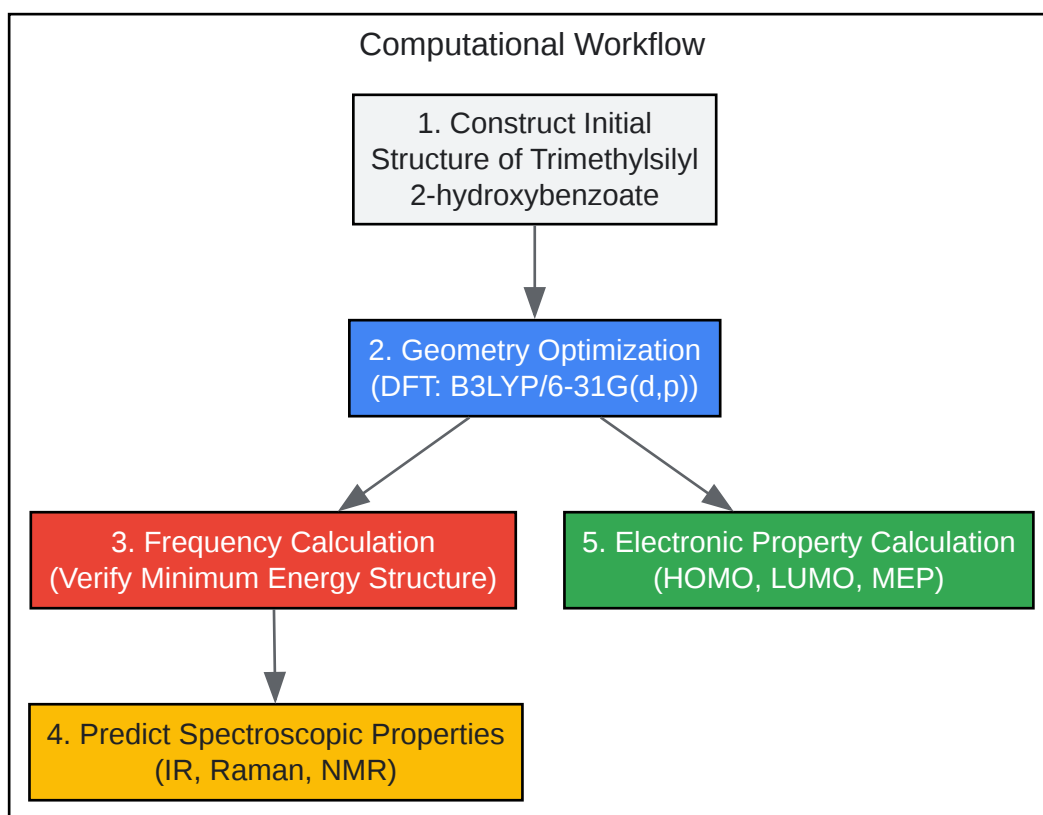 Computational Workflow
1. Construct Initial
Structure of Trimethylsilyl
2-hydroxybenzoate
2. Geometry Optimization
(DFT: B3LYP/6-31G(d,p))
3. Frequency Calculation
(Verify Minimum Energy Structure)
5. Electronic Property Calculation
(HOMO, LUMO, MEP)
4. Predict Spectroscopic Properties
(IR, Raman, NMR)